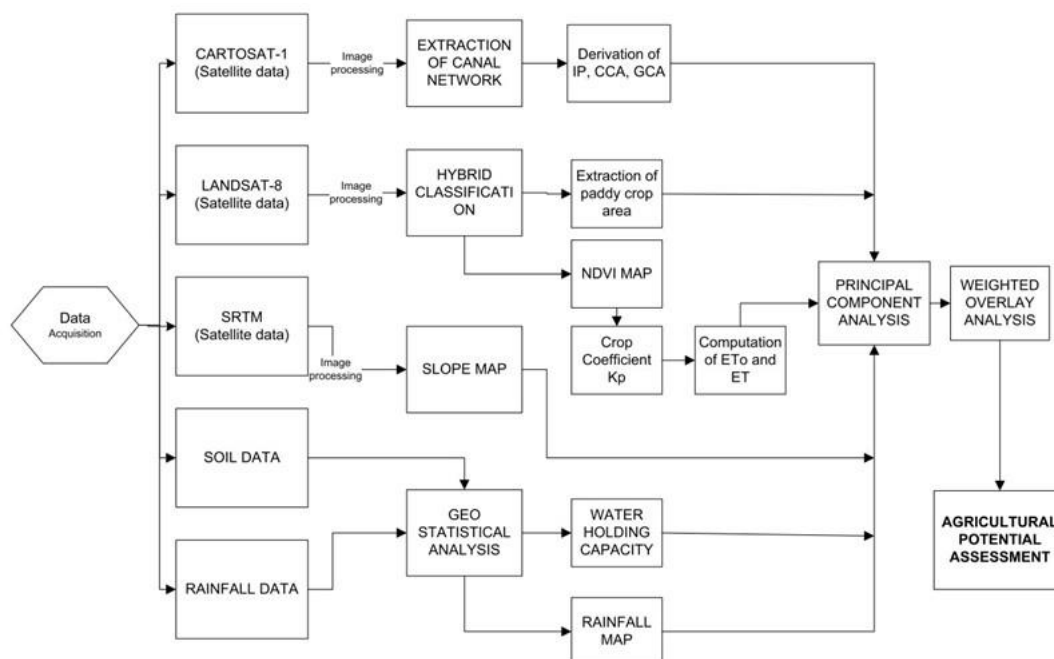 CARTOSAT-1
(Satellite data)
Image
processing
EXTRACTION
OF CANAL
NETWORK
Derivation of
IP, CCA, GCA
LANDSAT-8
(Satellite data)
Image
processing
HYBRID
CLASSIFICATI
ON
Extraction of
paddy crop
area
NDVI MAP
Data
Acquisition
SRTM
(Satellite data)
Image
processing
SLOPE MAP
Crop
Coefficient
Kp
Computation
of ETo and
ET
PRINCIPAL
COMPONENT
ANALYSIS
WEIGHTED
OVERLAY
ANALYSIS
SOIL DATA
GEO
STATISTICAL
ANALYSIS
WATER
HOLDING
CAPACITY
AGRICULTURAL
POTENTIAL
ASSESSMENT
RAINFALL DATA
RAINFALL
MAP